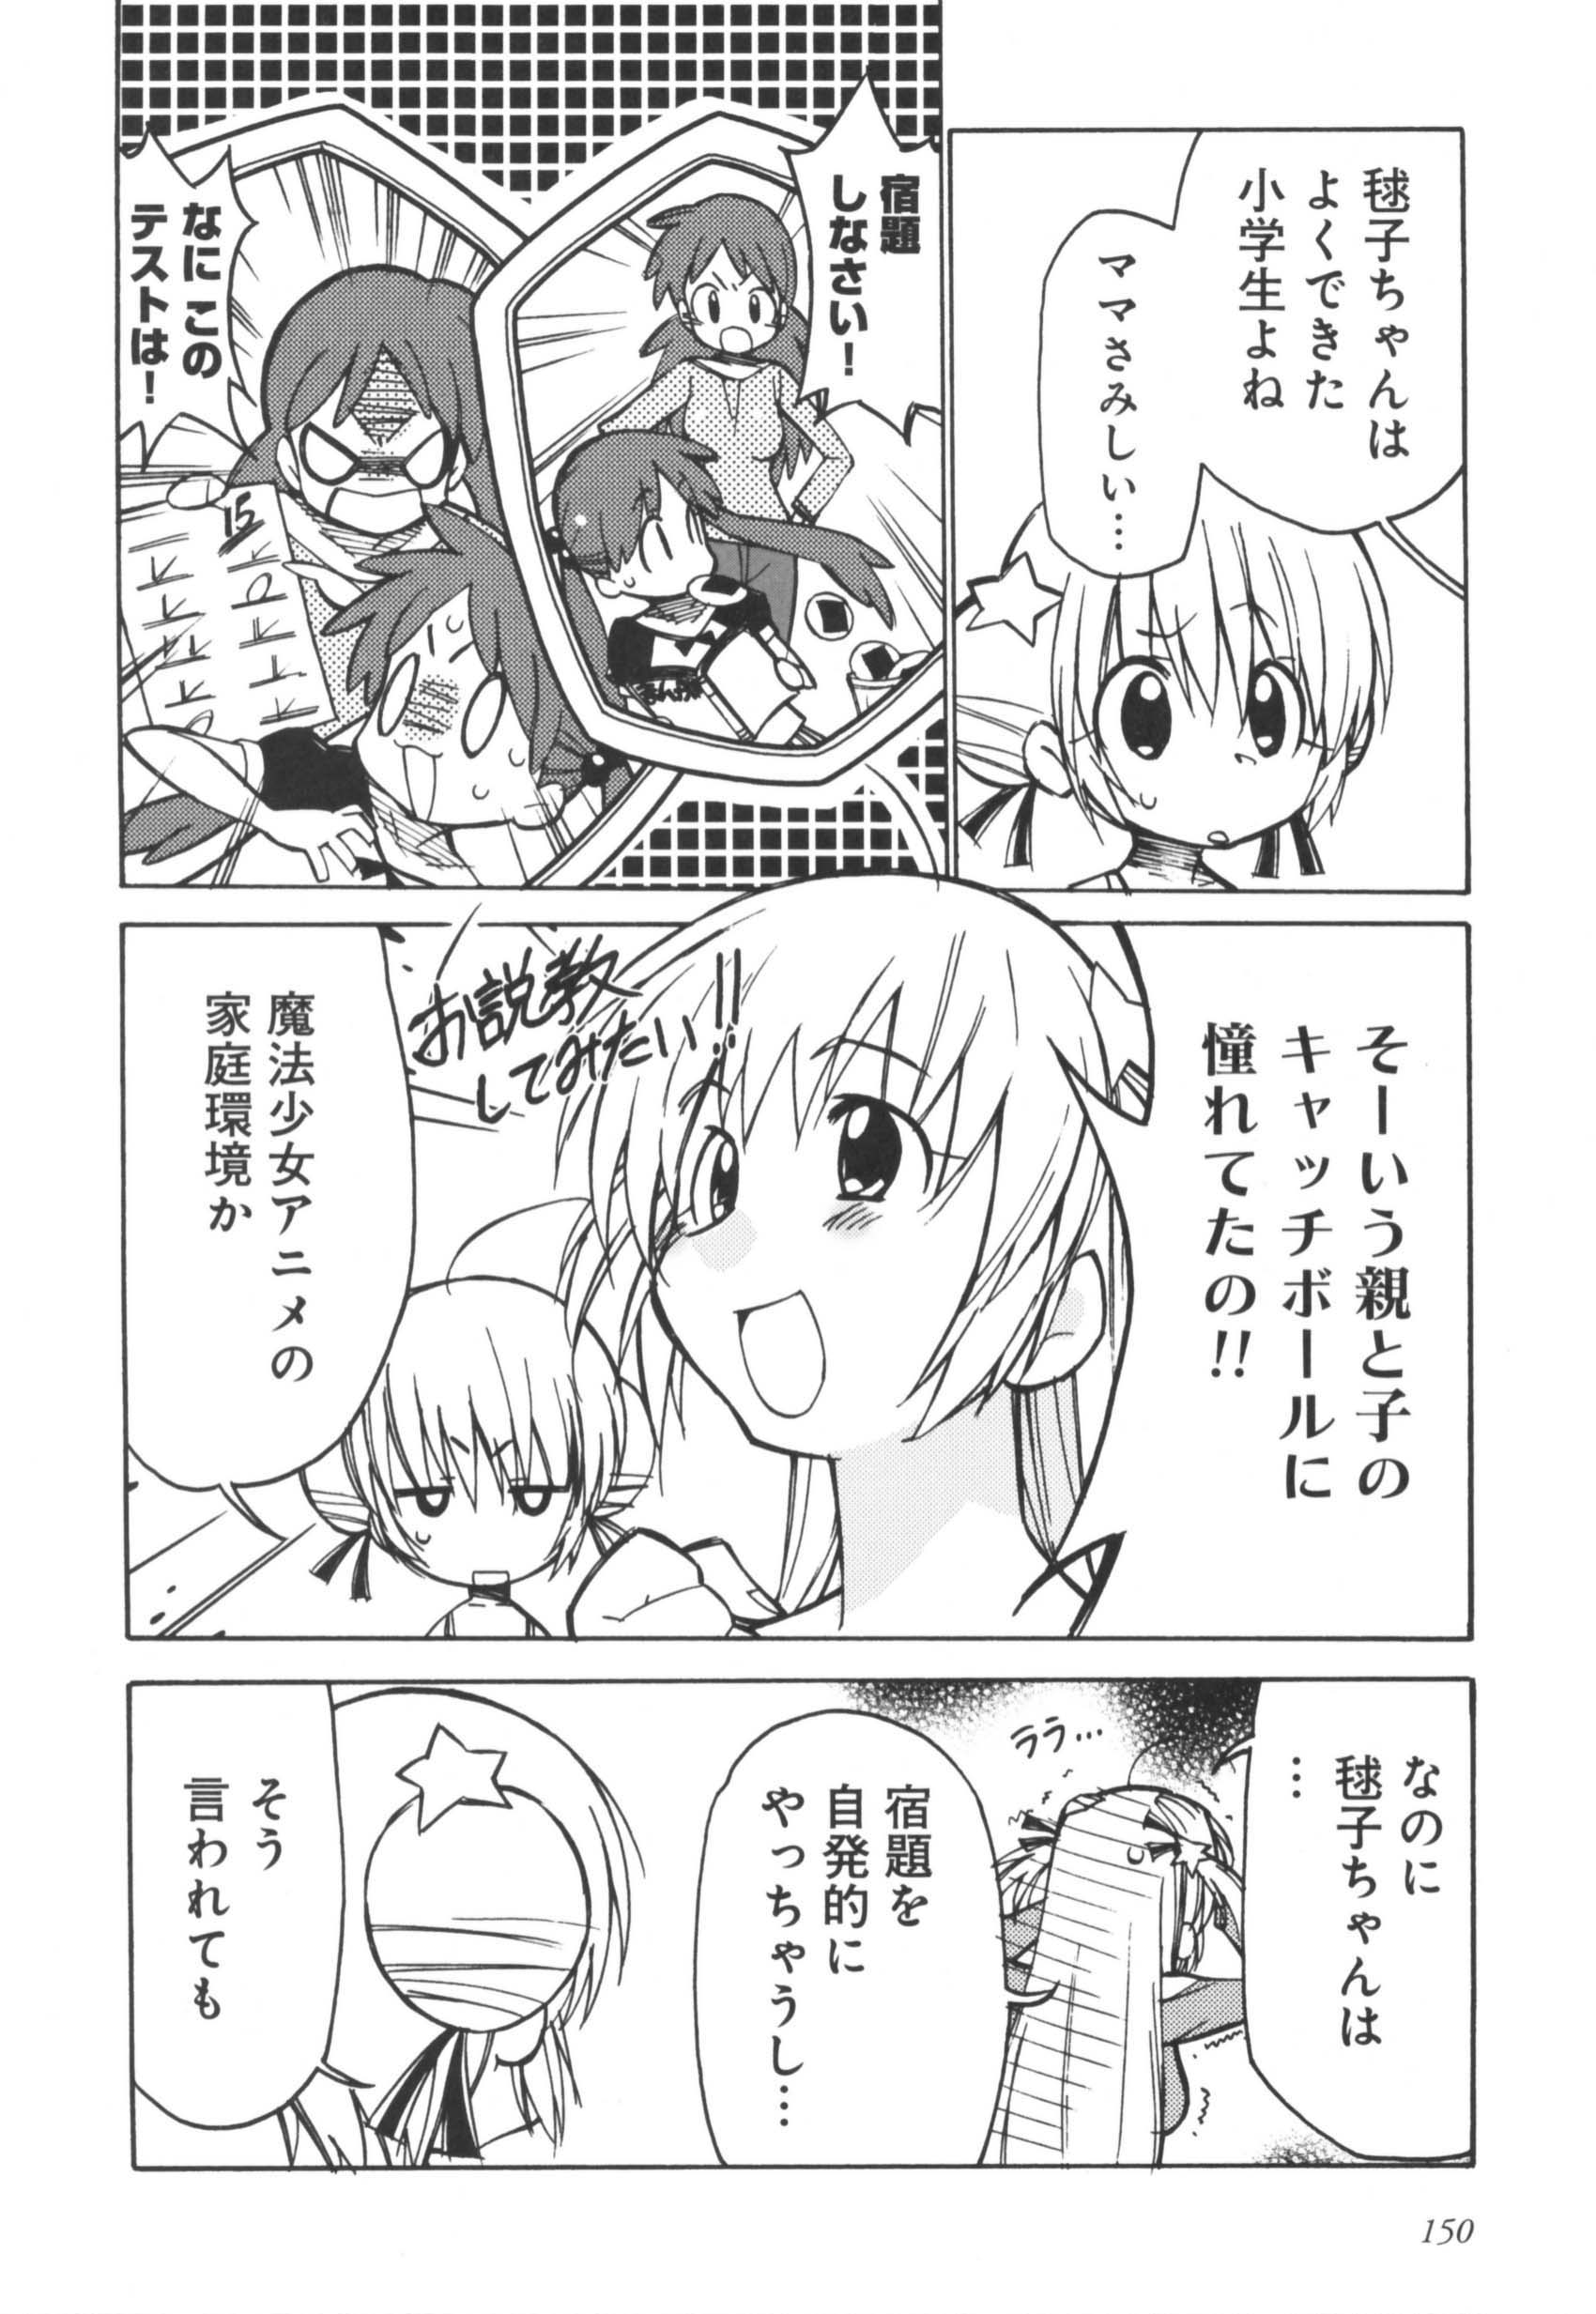 毬子ちゃんは
よくできた
小学生よね
ママさみしい…
宿題
しなさい！
なにこの
テストは！
15
まんが
そーいう親と子の
キャッチボールに
憧れてたの!!
お説教
してみたい!!
魔法少女アニメの
家庭環境か
なのに
毬子ちゃんは
…
ララ…
宿題を
自発的に
やっちゃうし…
そう
言われても
150